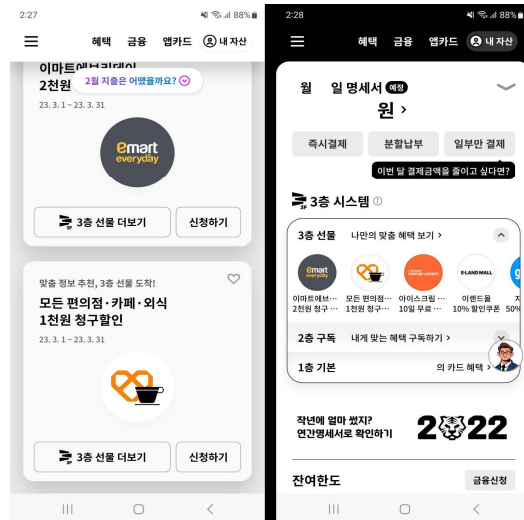 2:27
88%
혜택 금융 앱카드 내 자산
이마트에브리데이
2천원
2월 지출은 어땠을까요?
23. 3. 1 ~ 23. 3. 31
emart
everyday
3층 선물 더보기
신청하기
맞춤 정보 추천, 3층 선물 도착!
모든 편의점·카페·외식
1천원 청구할인
23. 3. 1 ~ 23. 3. 31
3층 선물 더보기
신청하기
2:28
88%
혜택 금융 앱카드 내 자산
월 일 명세서 예정
원 >
즉시결제
분할납부
일부만 결제
이번 달 결제금액을 줄이고 싶다면?
3F 3층 시스템
3층 선물 나만의 맞춤 혜택 보기 >
emart
everyday
E·LAND MALL
g
이마트에브… 모든 편의점… 아이스크림 … 이랜드몰
2천원 청구 … 1천원 청구 … 10일 무료 … 10% 할인쿠폰 50%
2층 구독 내게 맞는 혜택 구독하기 >
1층 기본 의 카드 혜택 >
작년에 얼마 썼지?
연간명세서로 확인하기
2022
잔여한도
금융신청